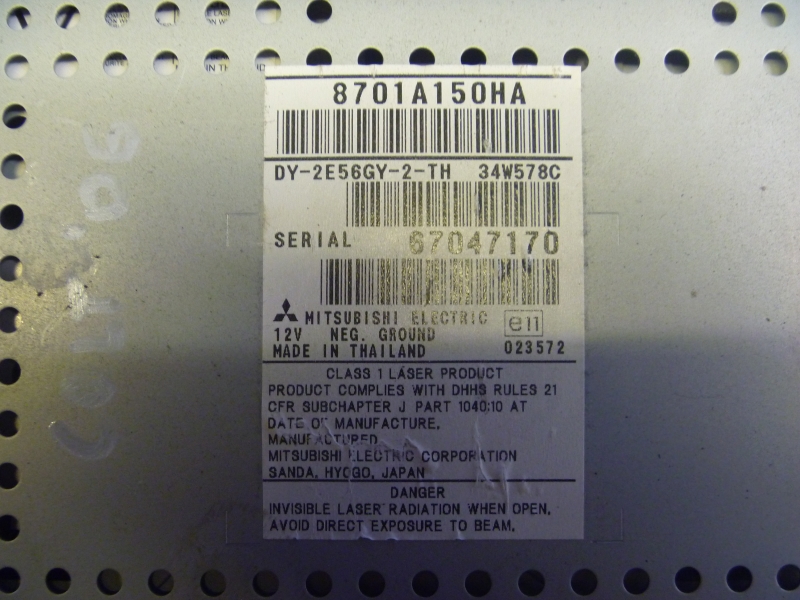 8701A150HA
DY-2E56GY-2-TH 34W578C
SERIAL 67047170
MITSUBISHI ELECTRIC e11
12V NEG. GROUND
MADE IN THAILAND 023572
CLASS 1 LASER PRODUCT
PRODUCT COMPLIES WITH DHHS RULES 21
CFR SUBCHAPTER J PART 1040:10 AT
DATE OF MANUFACTURE.
MANUFACTURED
MITSUBISHI ELECTRIC CORPORATION
SANDA. HYOGO, JAPAN
DANGER
INVISIBLE LASER RADIATION WHEN OPEN.
AVOID DIRECT EXPOSURE TO BEAM.
COLT '06